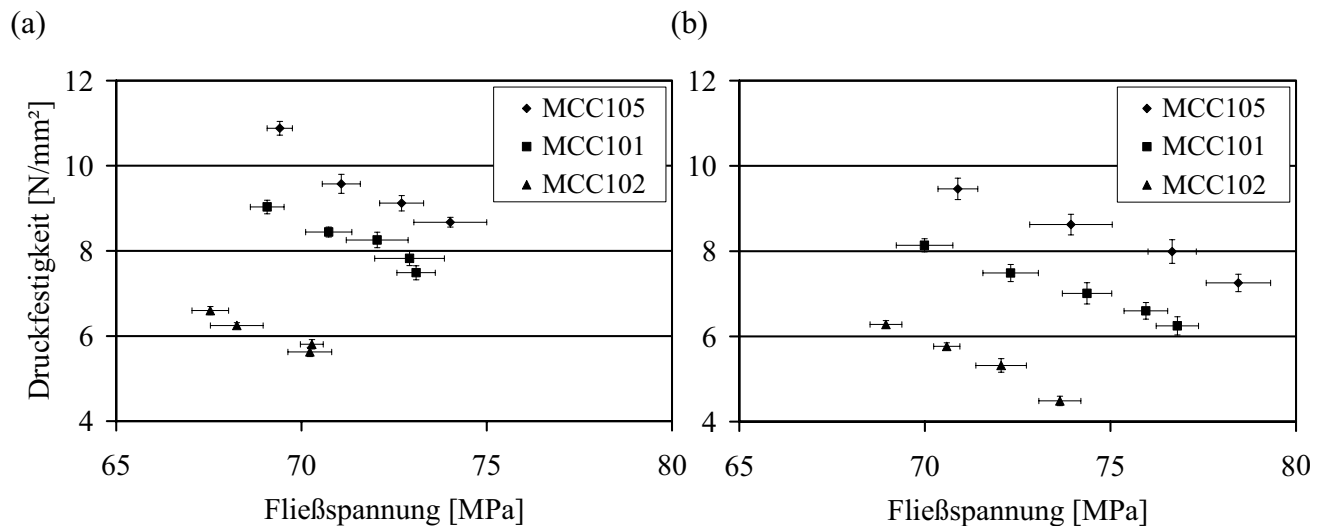 (a)
12
10
8
6
4
65
70
75
80
Druckfestigkeit [N/mm²]
Fließspannung [MPa]
MCC105
MCC101
MCC102
(b)
12
10
8
6
4
65
70
75
80
Fließspannung [MPa]
MCC105
MCC101
MCC102